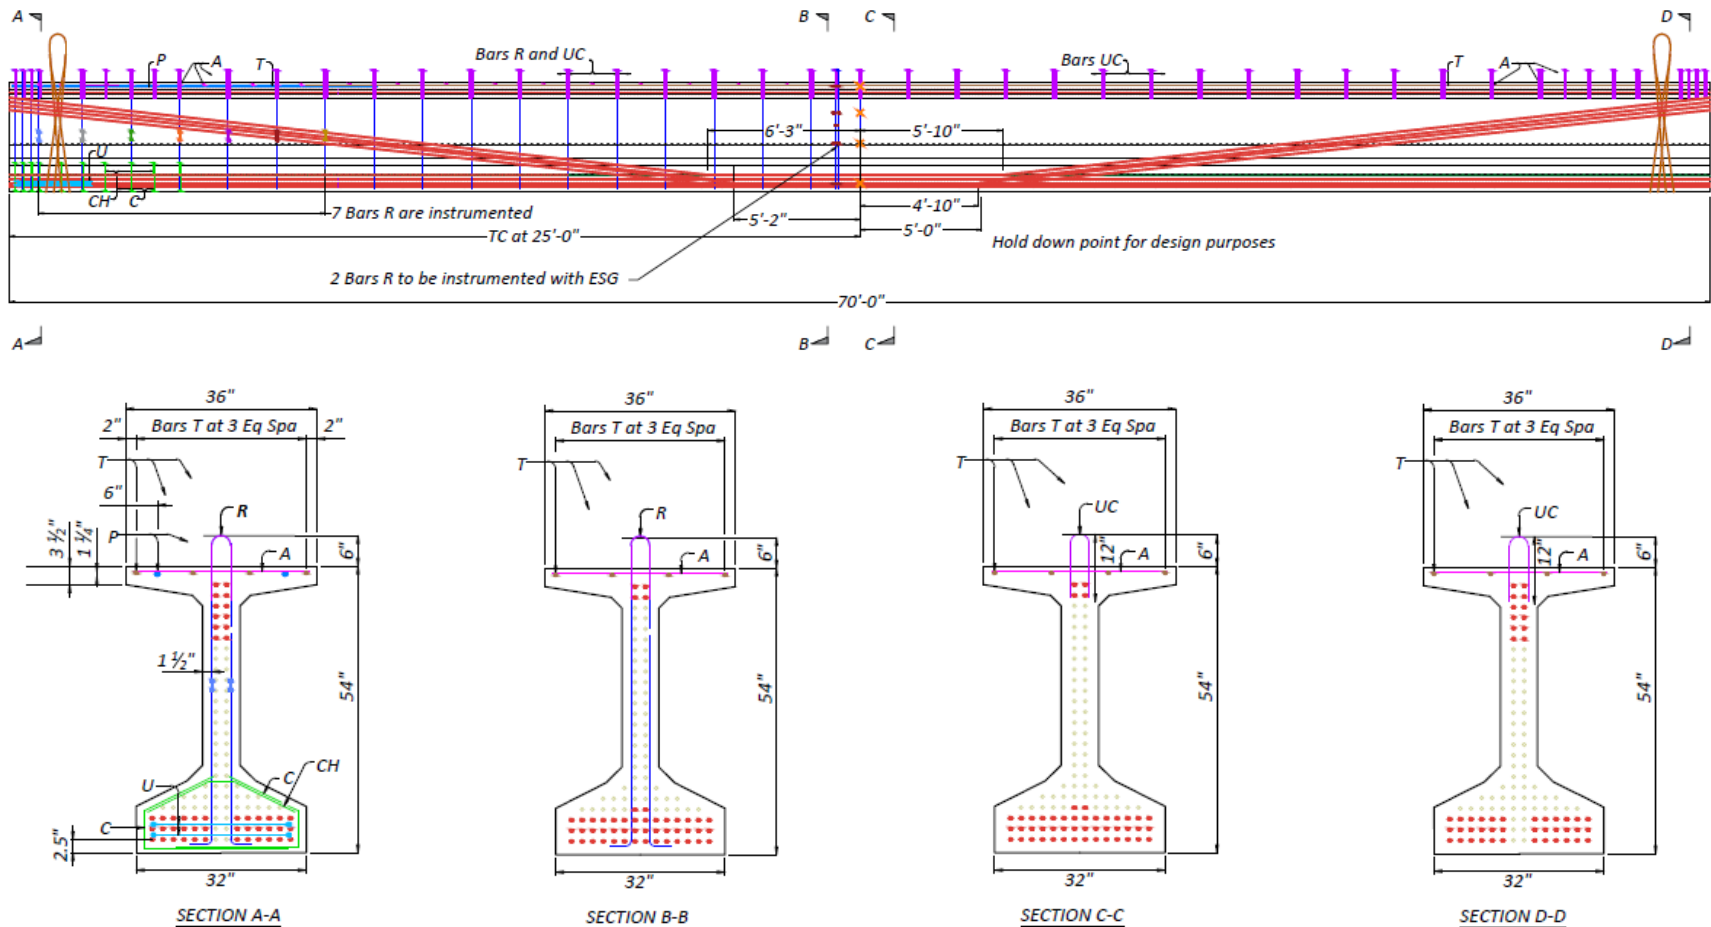 A B C D
P A T Bars R and UC Bars UC T A
6'-3" 5'-10"
U
CH C
7 Bars R are instrumented
4'-10"
5'-2"
TC at 25'-0" 5'-0"
Hold down point for design purposes
2 Bars R to be instrumented with ESG
70'-0"
A B C D
36" 36" 36" 36"
2" Bars T at 3 Eq Spa 2" Bars T at 3 Eq Spa Bars T at 3 Eq Spa Bars T at 3 Eq Spa
T T T T
6"
R R UC UC
3 ½" 1 ¼" P A 6" A 6" 12" A 6" 12" A 6"
1 ½"
54" 54" 54" 54"
U C CH
C
2.5"
32" 32" 32" 32"
SECTION A-A SECTION B-B SECTION C-C SECTION D-D